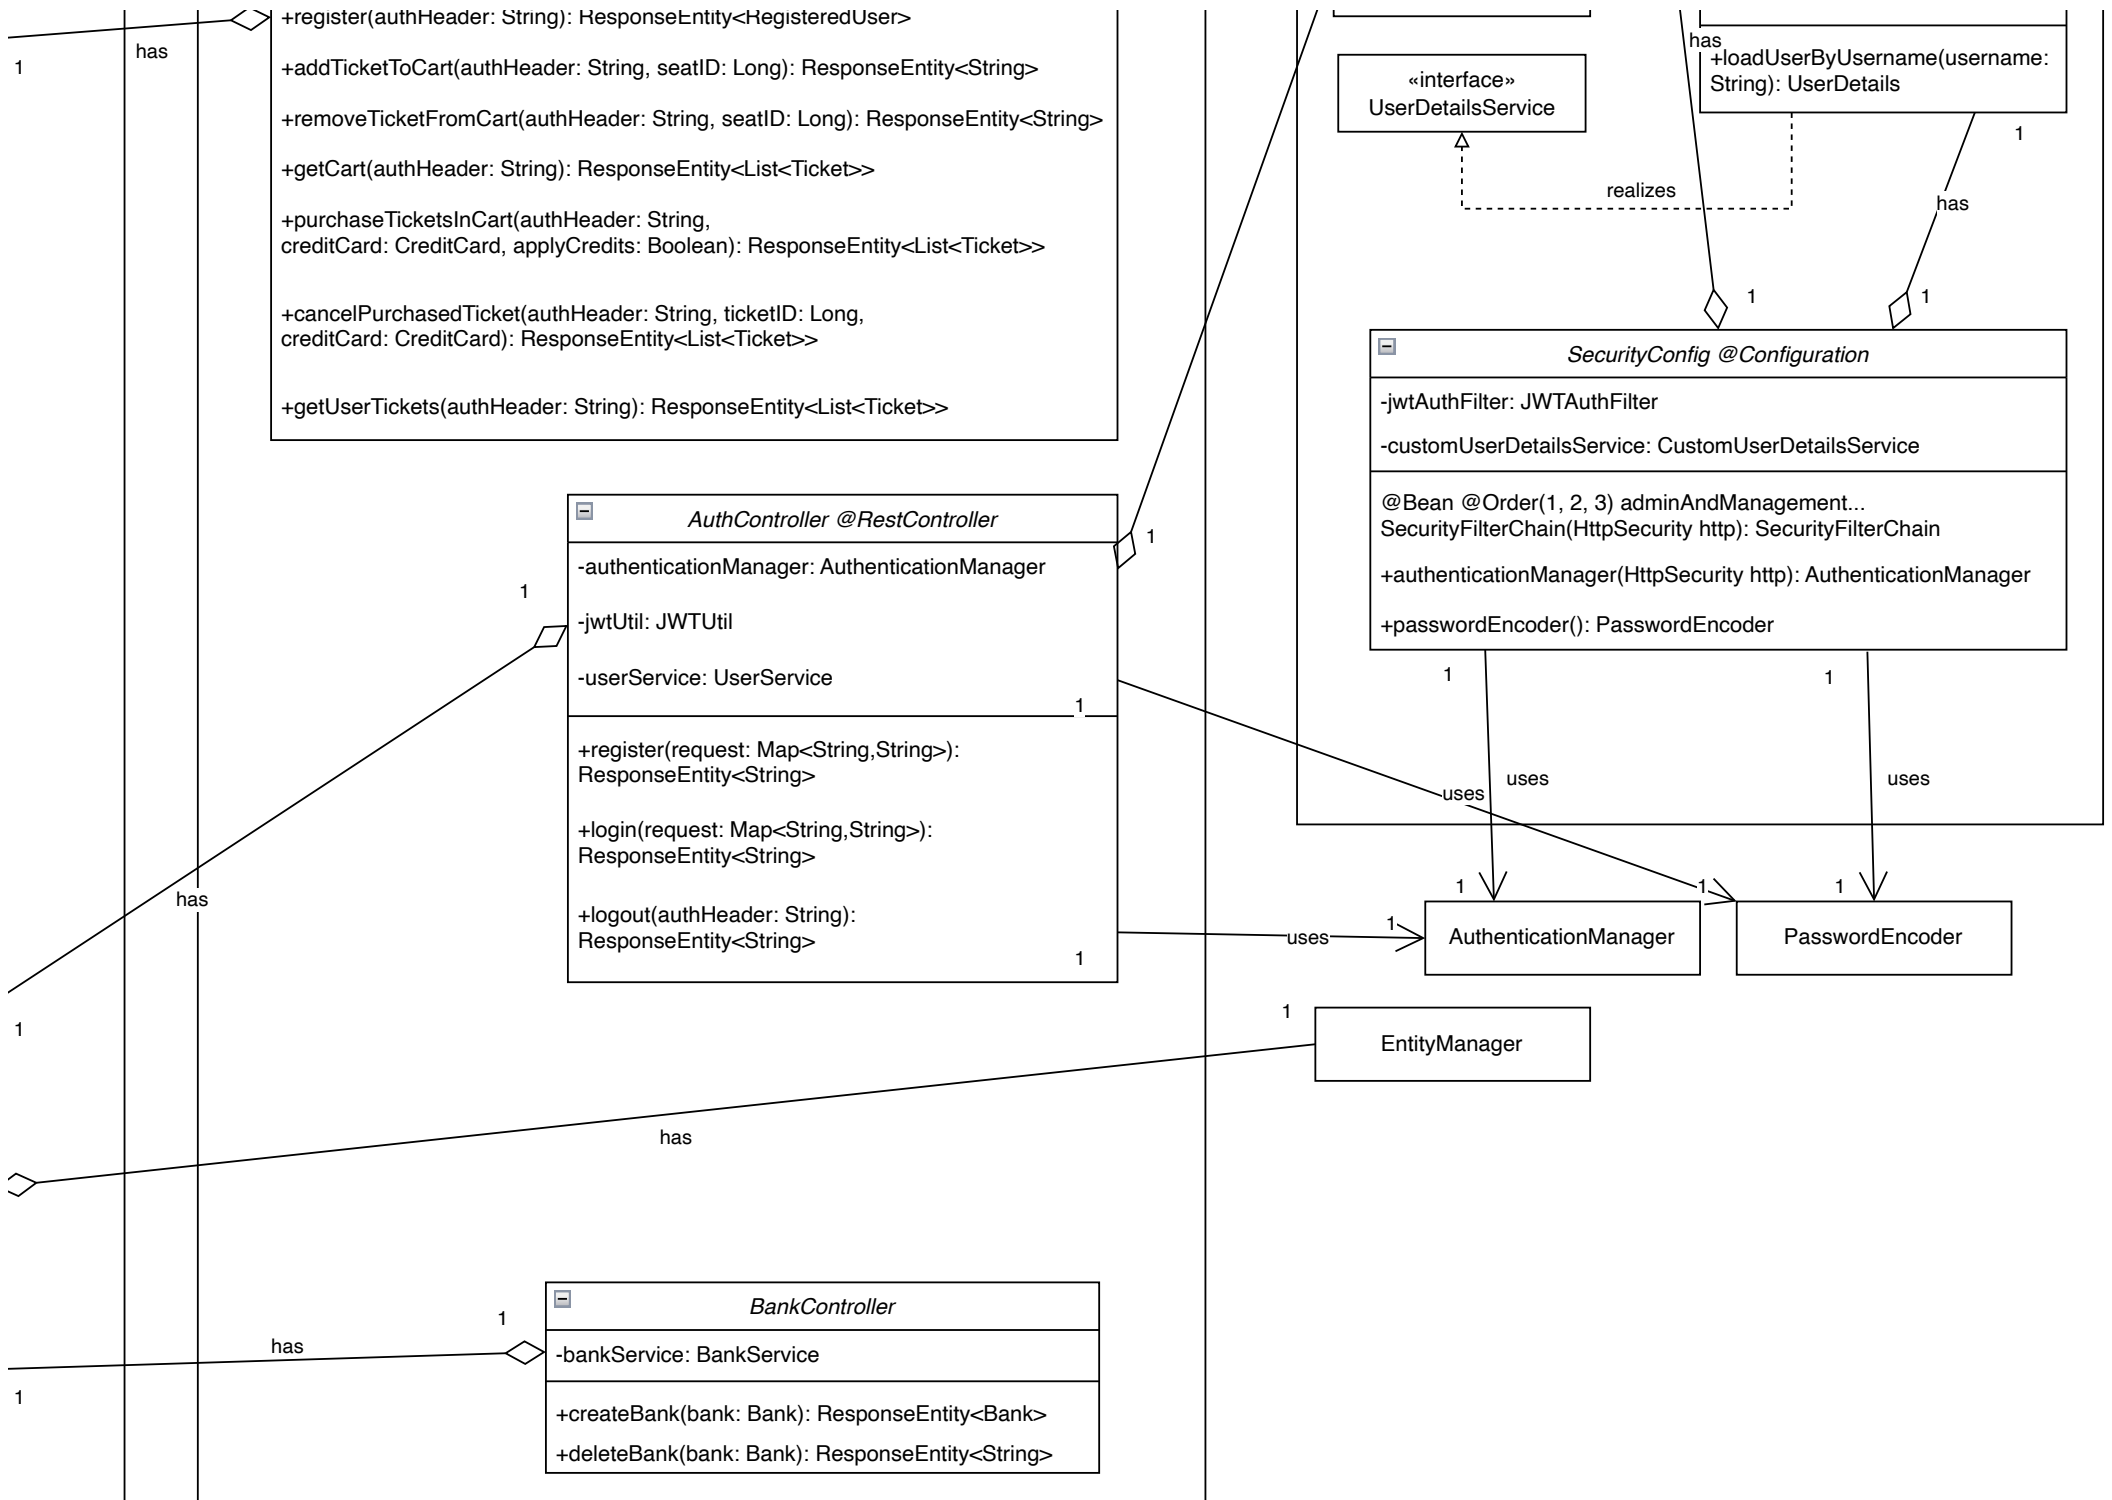 +register(authHeader: String): ResponseEntity<RegisteredUser>
has
1
+addTicketToCart(authHeader: String, seatID: Long): ResponseEntity<String>
+removeTicketFromCart(authHeader: String, seatID: Long): ResponseEntity<String>
+getCart(authHeader: String): ResponseEntity<List<Ticket>>
+purchaseTicketsInCart(authHeader: String,
creditCard: CreditCard, applyCredits: Boolean): ResponseEntity<List<Ticket>>
+cancelPurchasedTicket(authHeader: String, ticketID: Long,
creditCard: CreditCard): ResponseEntity<List<Ticket>>
+getUserTickets(authHeader: String): ResponseEntity<List<Ticket>>
«interface»
UserDetailsService
has
+loadUserByUsername(username:
String): UserDetails
1
realizes
has
1
1
SecurityConfig @Configuration
-jwtAuthFilter: JWTAuthFilter
-customUserDetailsService: CustomUserDetailsService
@Bean @Order(1, 2, 3) adminAndManagement...
SecurityFilterChain(HttpSecurity http): SecurityFilterChain
+authenticationManager(HttpSecurity http): AuthenticationManager
+passwordEncoder(): PasswordEncoder
1
1
uses
uses
uses
1
1
1
AuthController @RestController
1
-authenticationManager: AuthenticationManager
1
-jwtUtil: JWTUtil
-userService: UserService
1
+register(request: Map<String,String>):
ResponseEntity<String>
+login(request: Map<String,String>):
ResponseEntity<String>
has
+logout(authHeader: String):
ResponseEntity<String>
1
uses
1
AuthenticationManager
PasswordEncoder
1
1
EntityManager
has
BankController
1
has
-bankService: BankService
1
+createBank(bank: Bank): ResponseEntity<Bank>
+deleteBank(bank: Bank): ResponseEntity<String>